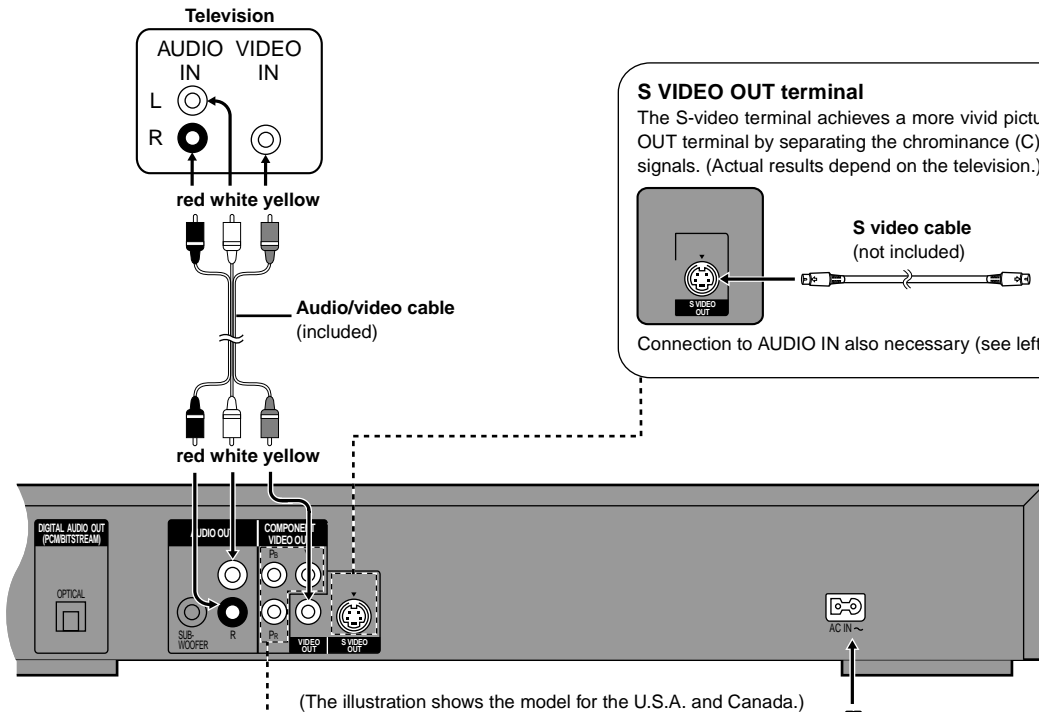 Television
AUDIO VIDEO
IN IN
L
R
red white yellow
Audio/video cable
(included)
red white yellow
S VIDEO OUT terminal
The S-video terminal achieves a more vivid pictu
OUT terminal by separating the chrominance (C)
signals. (Actual results depend on the television.)
S video cable
(not included)
S VIDEO
OUT
Connection to AUDIO IN also necessary (see left
DIGITAL AUDIO OUT
(PCM/BITSTREAM)
OPTICAL
AUDIO OUT
SUB-
WOOFER
R
COMPONENT
VIDEO OUT
PB
PR
VIDEO
OUT
S VIDEO
OUT
AC IN ~
(The illustration shows the model for the U.S.A. and Canada.)